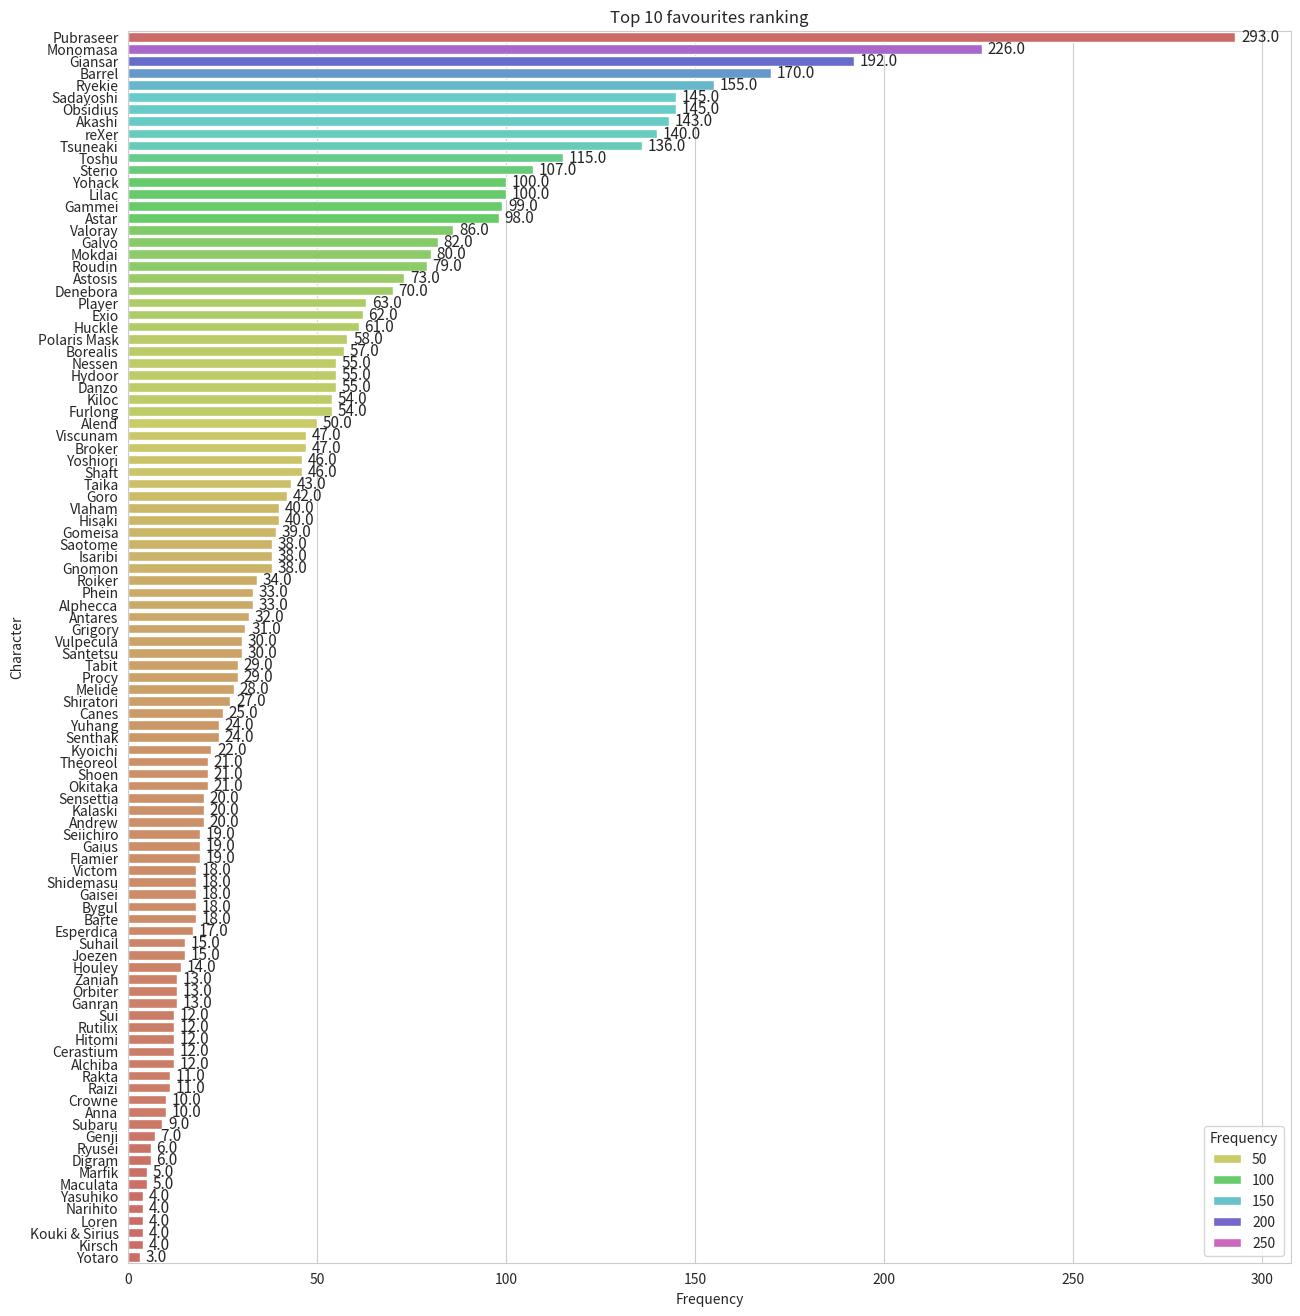 Top 10 favourites ranking
Pubraseer 293.0
Monomasa 226.0
Giansar 192.0
Barrel 170.0
Ryekie 155.0
Sadayoshi 145.0
Obsidius 145.0
Akashi 143.0
reXer 140.0
Tsuneaki 136.0
Toshu 115.0
Sterio 107.0
Yohack 100.0
Lilac 100.0
Gammei 99.0
Astar 98.0
Valoray 86.0
Galvo 82.0
Mokdai 80.0
Roudin 79.0
Astosis 73.0
Denebora 70.0
Player 63.0
Exio 62.0
Huckle 61.0
Polaris Mask 58.0
Borealis 57.0
Nessen 55.0
Hydoor 55.0
Danzo 55.0
Kiloc 54.0
Furlong 54.0
Alend 50.0
Viscunam 47.0
Broker 47.0
Yoshiori 46.0
Shaft 46.0
Taika 43.0
Goro 42.0
Vlaham 40.0
Hisaki 40.0
Gomeisa 39.0
Saotome 38.0
Isaribi 38.0
Gnomon 38.0
Roiker 34.0
Phein 33.0
Alphecca 33.0
Antares 32.0
Grigory 31.0
Vulpecula 30.0
Santetsu 30.0
Tabit 29.0
Procy 29.0
Melide 28.0
Shiratori 27.0
Canes 25.0
Yuhang 24.0
Senthak 24.0
Kyoichi 22.0
Theoreol 21.0
Shoen 21.0
Okitaka 21.0
Sensettia 20.0
Kalaski 20.0
Andrew 20.0
Seiichiro 19.0
Gaius 19.0
Flamier 19.0
Victom 18.0
Shidemasu 18.0
Gaisei 18.0
Bygul 18.0
Barte 18.0
Esperdica 17.0
Suhail 15.0
Joezen 15.0
Houley 14.0
Zaniah 13.0
Orbiter 13.0
Ganran 13.0
Sui 12.0
Rutilix 12.0
Hitomi 12.0
Cerastium 12.0
Alchiba 12.0
Rakta 11.0
Raizi 11.0
Crowne 10.0
Anna 10.0
Subaru 9.0
Genji 7.0
Ryusei 6.0
Digram 6.0
Marfik 5.0
Maculata 5.0
Yasuhiko 4.0
Narihito 4.0
Loren 4.0
Kouki & Sirius 4.0
Kirsch 4.0
Yotaro 3.0
Character
0 50 100 150 200 250 300
Frequency
Frequency
50
100
150
200
250